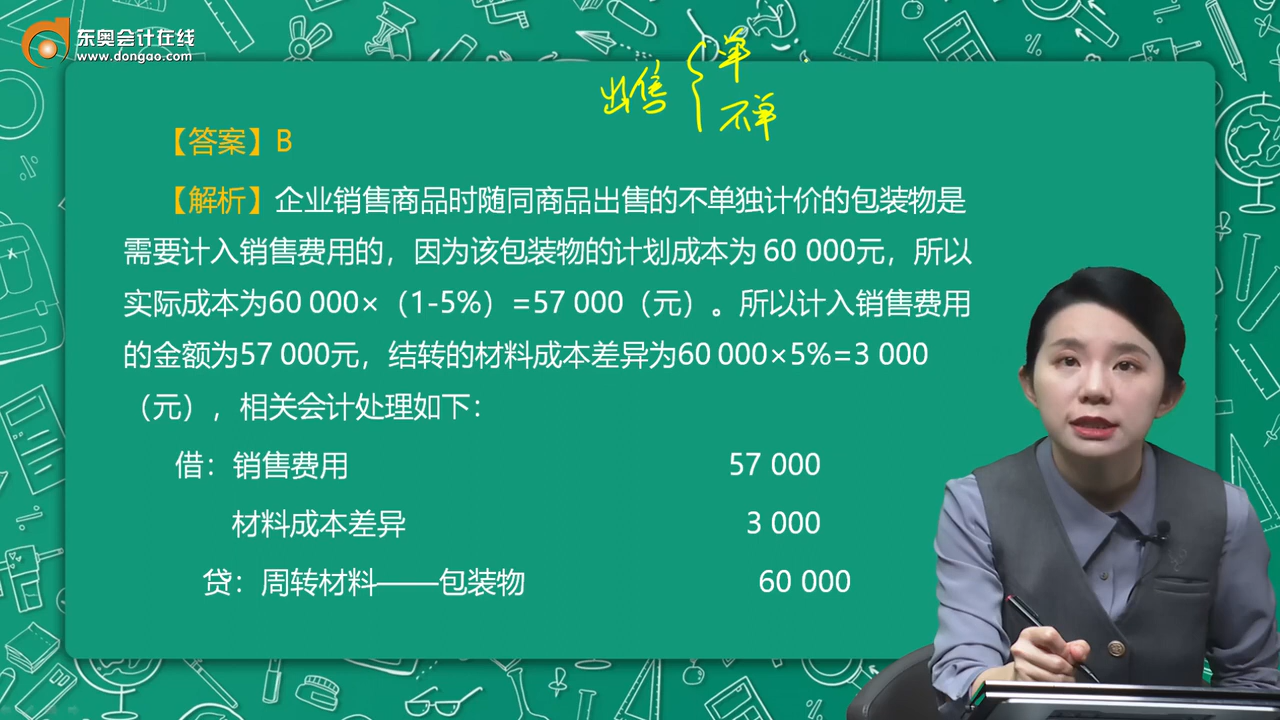 东奥会计在线
www.dongao.com
出售 单
不单
【答案】B
【解析】企业销售商品时随同商品出售的不单独计价的包装物是
需要计入销售费用的，因为该包装物的计划成本为 60 000元，所以
实际成本为60 000×（1-5%）=57 000（元）。所以计入销售费用
的金额为57 000元，结转的材料成本差异为60 000×5%=3 000
（元），相关会计处理如下：
借：销售费用 57 000
材料成本差异 3 000
贷：周转材料——包装物 60 000